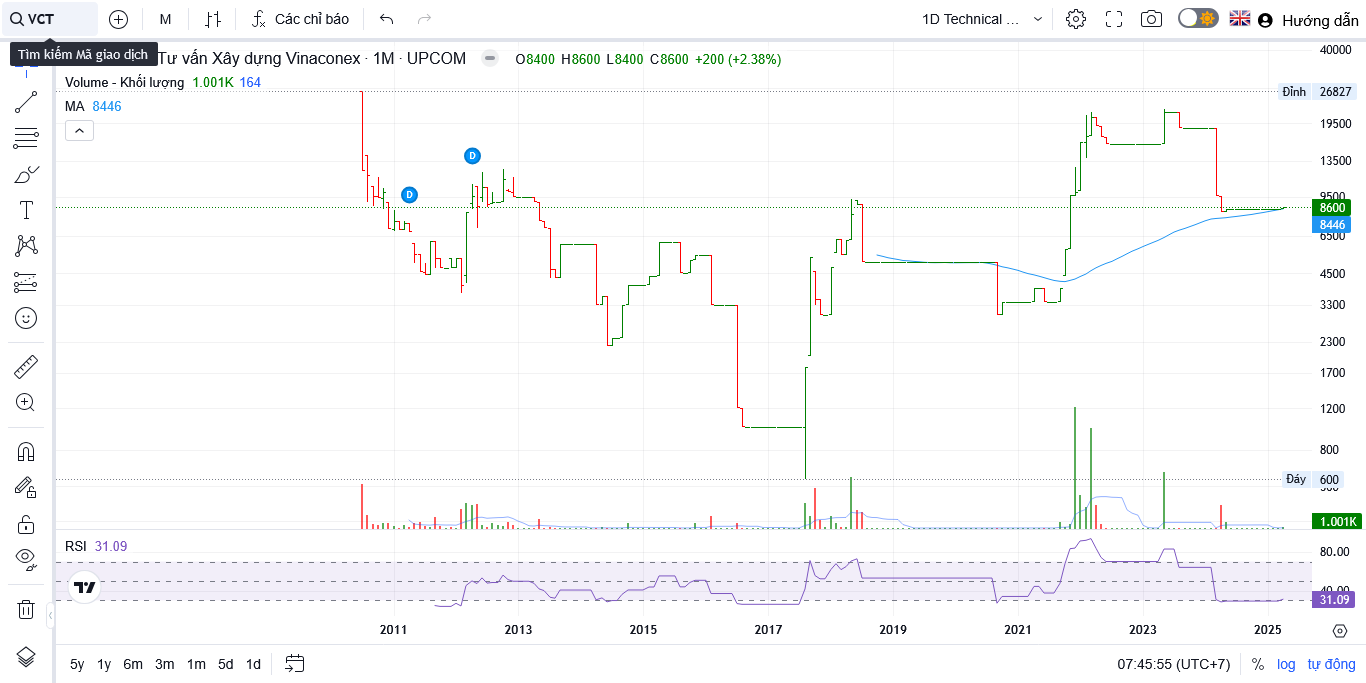 VCT M Các chỉ báo 1D Technical ... Hướng dẫn
Tìm kiếm Mã giao dịch
Tư vấn Xây dựng Vinaconex · 1M · UPCOM O8400 H8600 L8400 C8600 +200 (+2.38%)
Volume - Khối lượng 1.001K 164
MA 8446
D
D
40000
Đỉnh 26827
19500
13500
9500
8600
8446
6500
4500
3300
2300
1700
1200
800
Đáy 600
1.001K
RSI 31.09
80.00
40.00
31.09
2011 2013 2015 2017 2019 2021 2023 2025
5y 1y 6m 3m 1m 5d 1d 07:45:55 (UTC+7) % log tự động